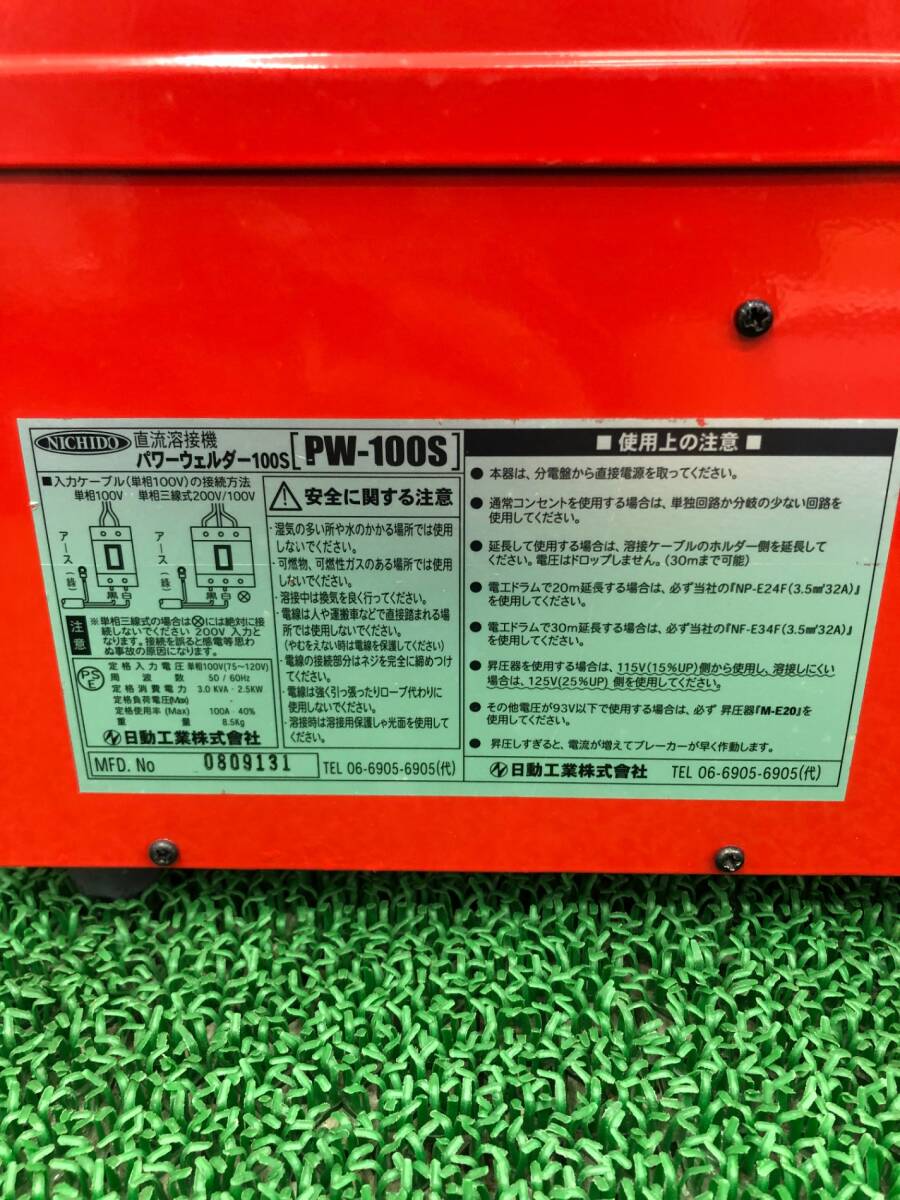 NICHIDO 直流溶接機
パワーウェルダー100S [PW-100S]
■入力ケーブル(単相100V)の接続方法
単相100V 単相三線式200V/100V
アース(緑)
黒 白
アース(緑)
黒 白 ⊗
注意
※単相三線式の場合は⊗には絶対に接
続しないでください 200V 入力と
なります。接続を誤ると感電等思わ
ぬ事故の原因になります。
PSE
定格入力電圧 単相100V(75〜120V)
周波数 50 / 60Hz
定格消費電力 3.0 KVA・2.5KW
定格負荷電圧(Max) -
定格使用率 (Max) 100A・40%
重量 8.5Kg
日動工業株式会社
MFD. No 0809131
⚠安全に関する注意
・湿気の多い所や水のかかる場所では使用
しないでください。
・可燃物、可燃性ガスのある場所では使用
しないでください。
・溶接中は換気を良く行ってください。
・電線は人や運搬車などで直接踏まれる場
所では使用しないでください。
(やむをえない時は電線を保護してください)
・電線の接続部分はネジを完全に締めつけ
てください。
・電線は強く引っ張ったりロープ代わりに
使用しないでください。
・溶接時は溶接用保護しゃ光面を使用して
ください。
TEL 06-6905-6905(代)
■ 使用上の注意 ■
● 本器は、分電盤から直接電源を取ってください。
● 通常コンセントを使用する場合は、単独回路か分岐の少ない回路を
使用してください。
● 延長して使用する場合は、溶接ケーブルのホルダー側を延長して
ください。電圧はドロップしません。(30mまで可能)
● 電工ドラムで20m延長する場合は、必ず当社の『NP-E24F(3.5㎟32A)』
を使用してください。
● 電工ドラムで30m延長する場合は、必ず当社の『NF-E34F(3.5㎟32A)』
を使用してください。
● 昇圧器を使用する場合は、115V(15%UP)側から使用し、溶接しにくい
場合は、125V(25%UP) 側を使用してください。
● その他電圧が93V以下で使用する場合は、必ず 昇圧器『M-E20』を
使用してください。
● 昇圧しすぎると、電流が増えてブレーカーが早く作動します。
日動工業株式会社 TEL 06-6905-6905(代)